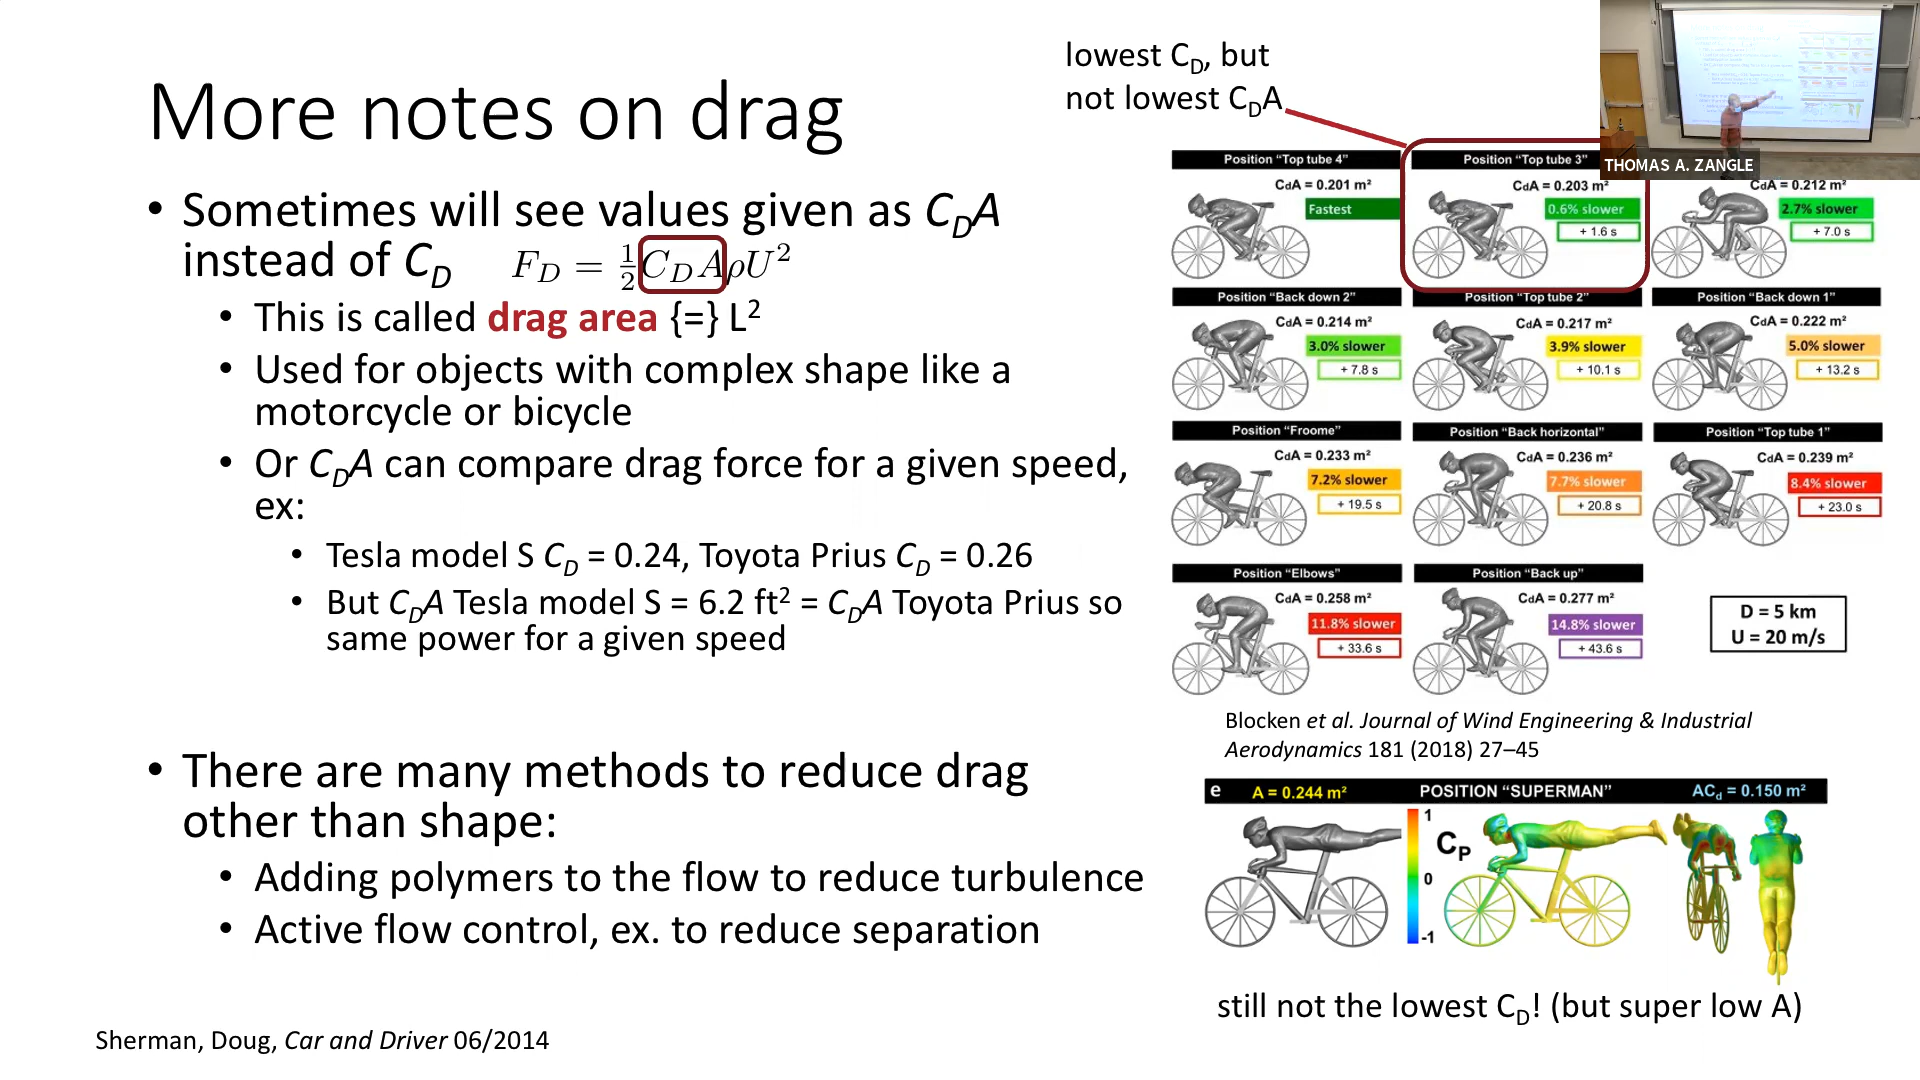 More notes on drag
• Sometimes will see values given as CDA
instead of CD F_D = ½ C_D A ρU²
• This is called drag area {=} L²
• Used for objects with complex shape like a
motorcycle or bicycle
• Or CDA can compare drag force for a given speed,
ex:
• Tesla model S CD = 0.24, Toyota Prius CD = 0.26
• But CDA Tesla model S = 6.2 ft² = CDA Toyota Prius so
same power for a given speed
• There are many methods to reduce drag
other than shape:
• Adding polymers to the flow to reduce turbulence
• Active flow control, ex. to reduce separation
Sherman, Doug, Car and Driver 06/2014
lowest CD, but
not lowest CDA
THOMAS A. ZANGLE
Position "Top tube 4"
CdA = 0.201 m²
Fastest
Position "Top tube 3"
CdA = 0.203 m²
0.6% slower
+ 1.6 s
CdA = 0.212 m²
2.7% slower
+ 7.0 s
Position "Back down 2"
CdA = 0.214 m²
3.0% slower
+ 7.8 s
Position "Top tube 2"
CdA = 0.217 m²
3.9% slower
+ 10.1 s
Position "Back down 1"
CdA = 0.222 m²
5.0% slower
+ 13.2 s
Position "Froome"
CdA = 0.233 m²
7.2% slower
+ 19.5 s
Position "Back horizontal"
CdA = 0.236 m²
7.7% slower
+ 20.8 s
Position "Top tube 1"
CdA = 0.239 m²
8.4% slower
+ 23.0 s
Position "Elbows"
CdA = 0.258 m²
11.8% slower
+ 33.6 s
Position "Back up"
CdA = 0.277 m²
14.8% slower
+ 43.6 s
D = 5 km
U = 20 m/s
Blocken et al. Journal of Wind Engineering & Industrial
Aerodynamics 181 (2018) 27–45
e A = 0.244 m² POSITION "SUPERMAN" ACd = 0.150 m²
1
CP
0
-1
still not the lowest CD! (but super low A)